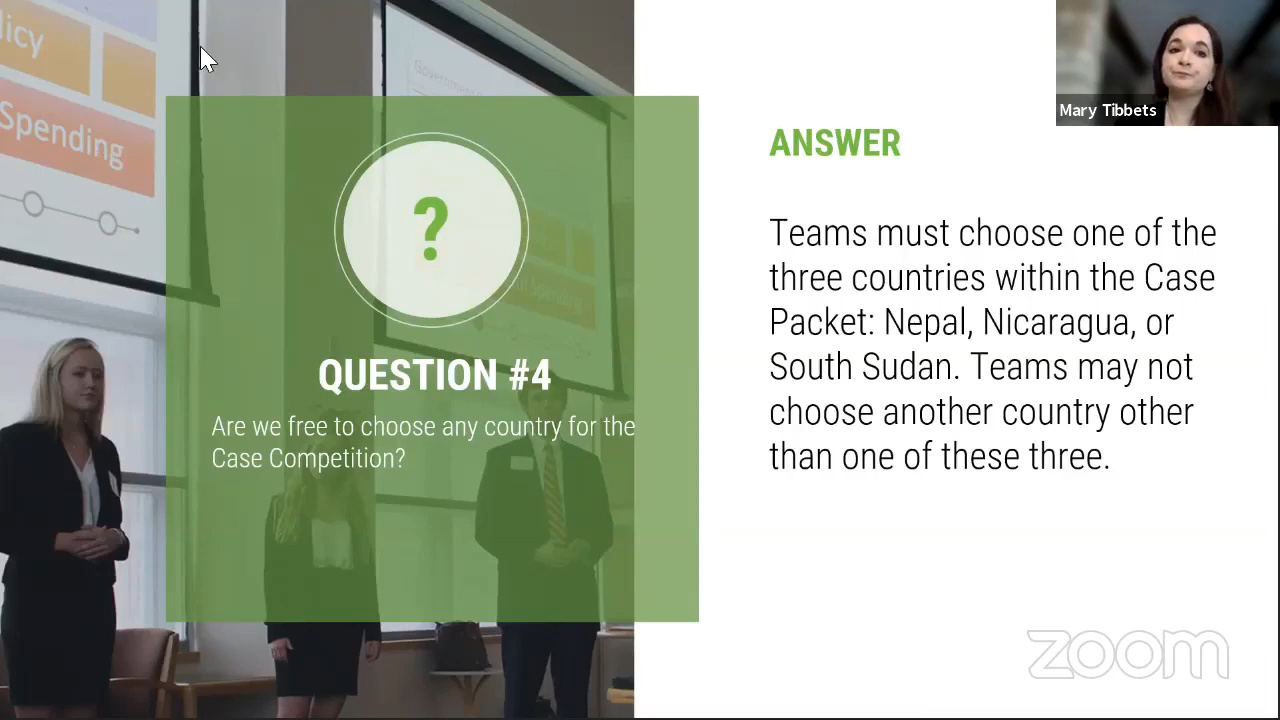 licy
Spending
Government
Spending
?
QUESTION #4
Are we free to choose any country for the
Case Competition?
ANSWER
Teams must choose one of the
three countries within the Case
Packet: Nepal, Nicaragua, or
South Sudan. Teams may not
choose another country other
than one of these three.
Mary Tibbets
zoom